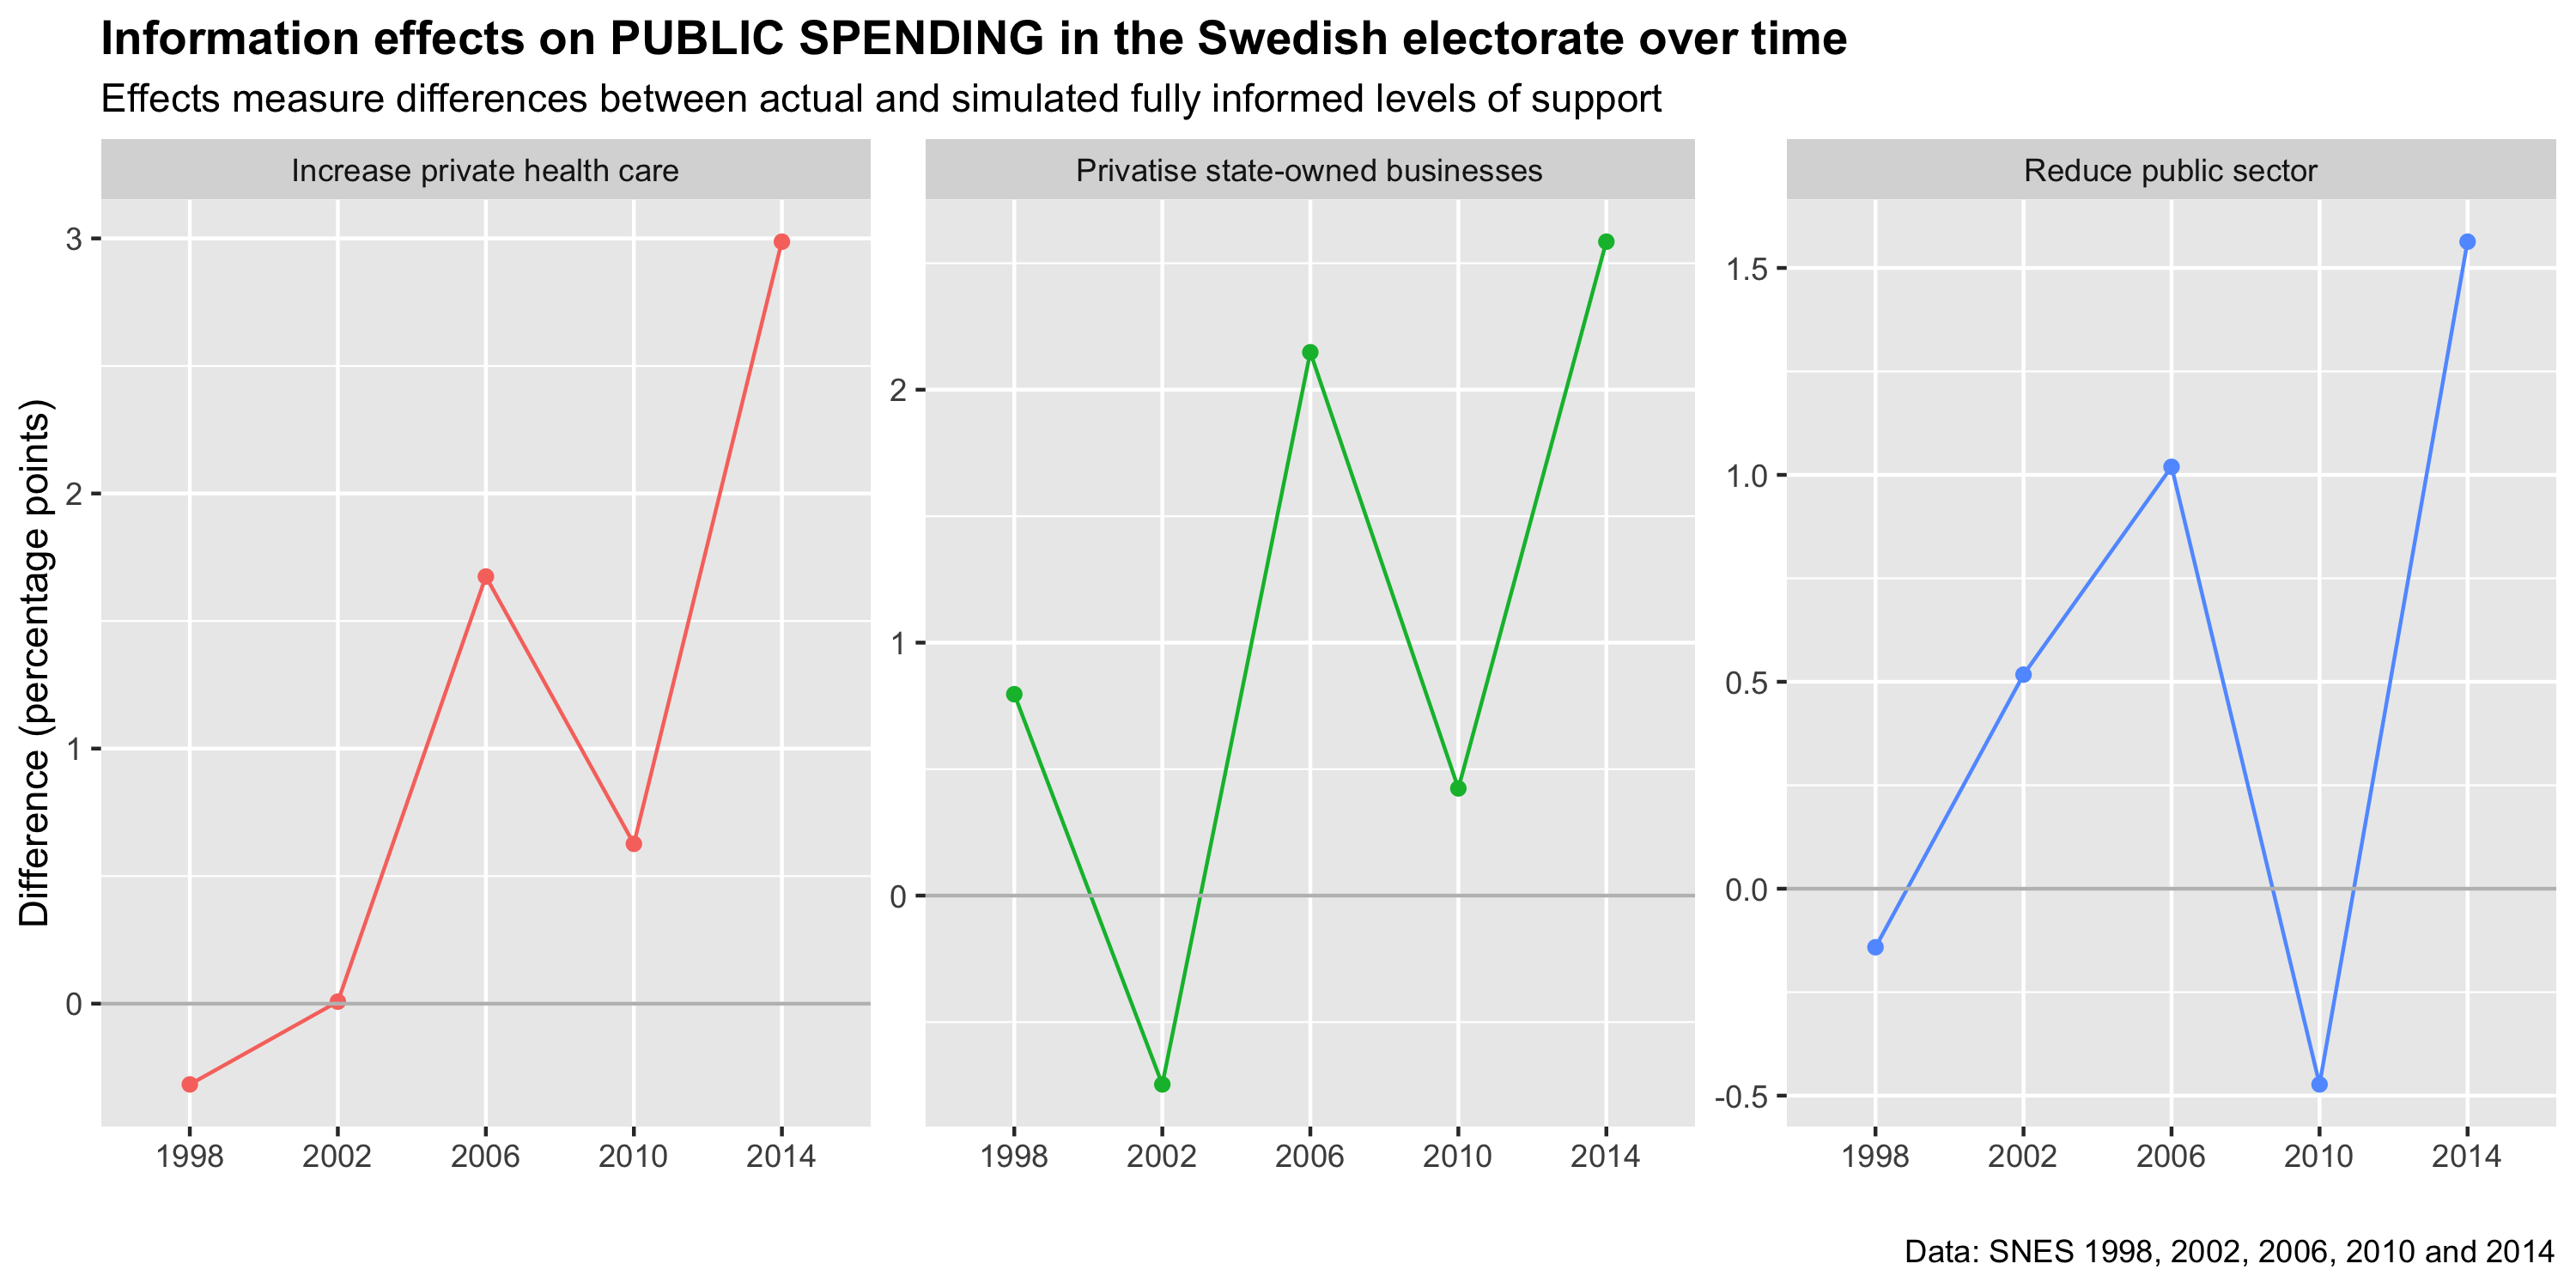 Information effects on PUBLIC SPENDING in the Swedish electorate over time
Effects measure differences between actual and simulated fully informed levels of support
Difference (percentage points)
Increase private health care
3
2
1
0
1998 2002 2006 2010 2014
Privatise state-owned businesses
2
1
0
1998 2002 2006 2010 2014
Reduce public sector
1.5
1.0
0.5
0.0
-0.5
1998 2002 2006 2010 2014
Data: SNES 1998, 2002, 2006, 2010 and 2014